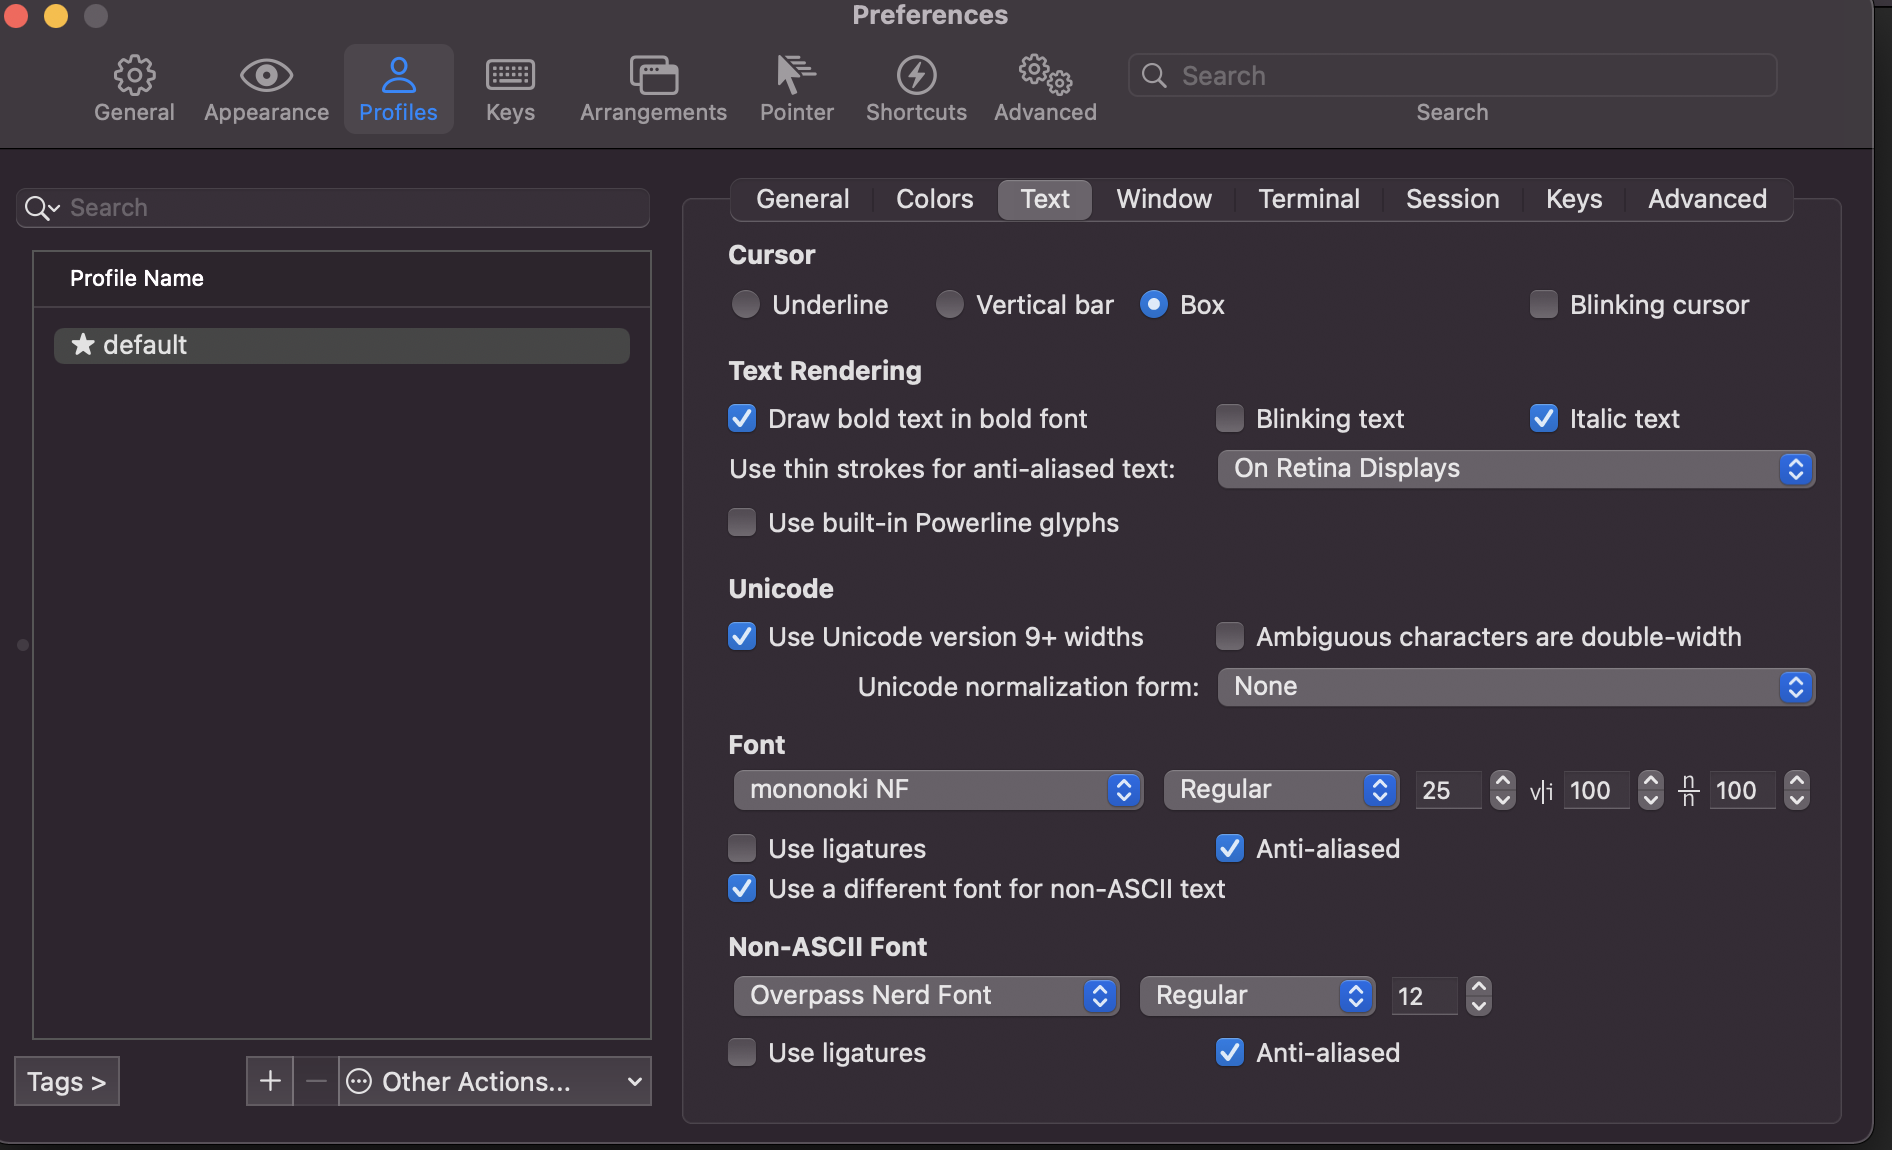 Preferences
General Appearance Profiles Keys Arrangements Pointer Shortcuts Advanced Search
Search
Search
Profile Name
default
Tags >
+ − Other Actions...
General Colors Text Window Terminal Session Keys Advanced
Cursor
Underline Vertical bar Box Blinking cursor
Text Rendering
Draw bold text in bold font Blinking text Italic text
Use thin strokes for anti-aliased text: On Retina Displays
Use built-in Powerline glyphs
Unicode
Use Unicode version 9+ widths Ambiguous characters are double-width
Unicode normalization form: None
Font
mononoki NF Regular 25 v|i 100 n/n 100
Use ligatures Anti-aliased
Use a different font for non-ASCII text
Non-ASCII Font
Overpass Nerd Font Regular 12
Use ligatures Anti-aliased